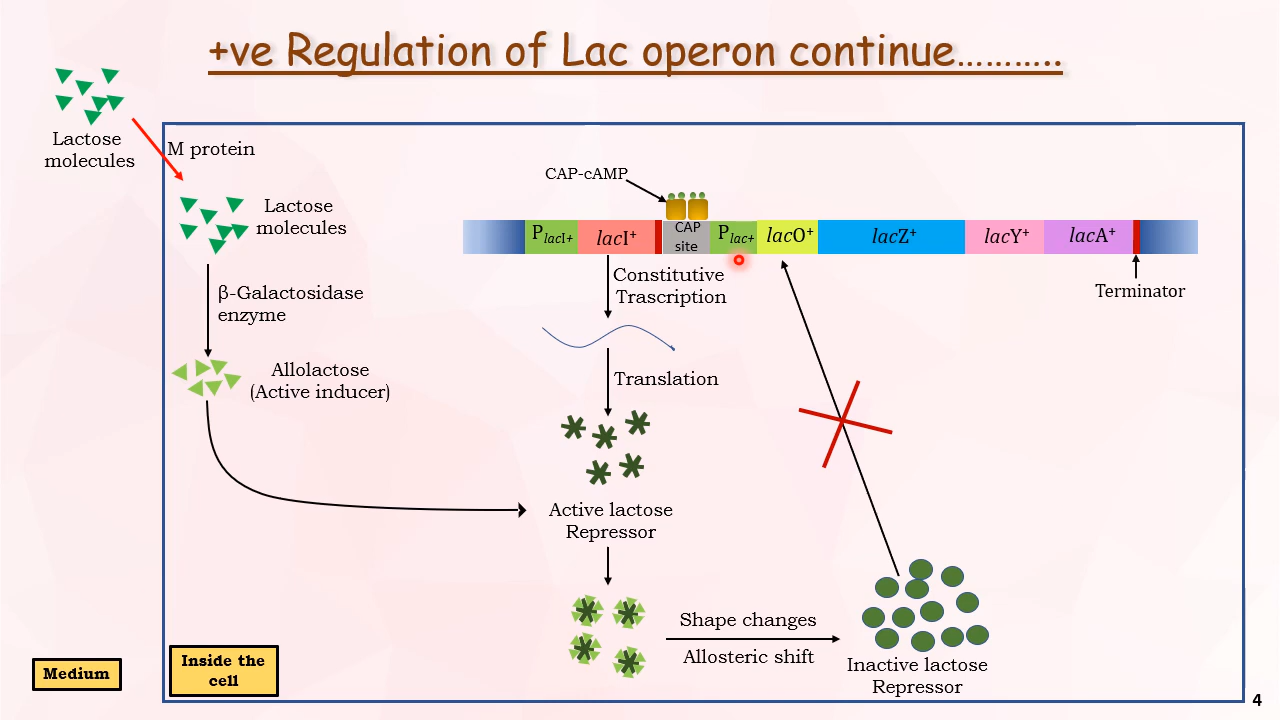 +ve Regulation of Lac operon continue………..
Lactose
molecules
M protein
Lactose
molecules
β-Galactosidase
enzyme
Allolactose
(Active inducer)
CAP-cAMP
PlacI+
lacI+
CAP
site
Plac+
lacO+
lacZ+
lacY+
lacA+
Terminator
Constitutive
Trascription
Translation
Active lactose
Repressor
Shape changes
Allosteric shift
Inactive lactose
Repressor
Medium
Inside the
cell
4